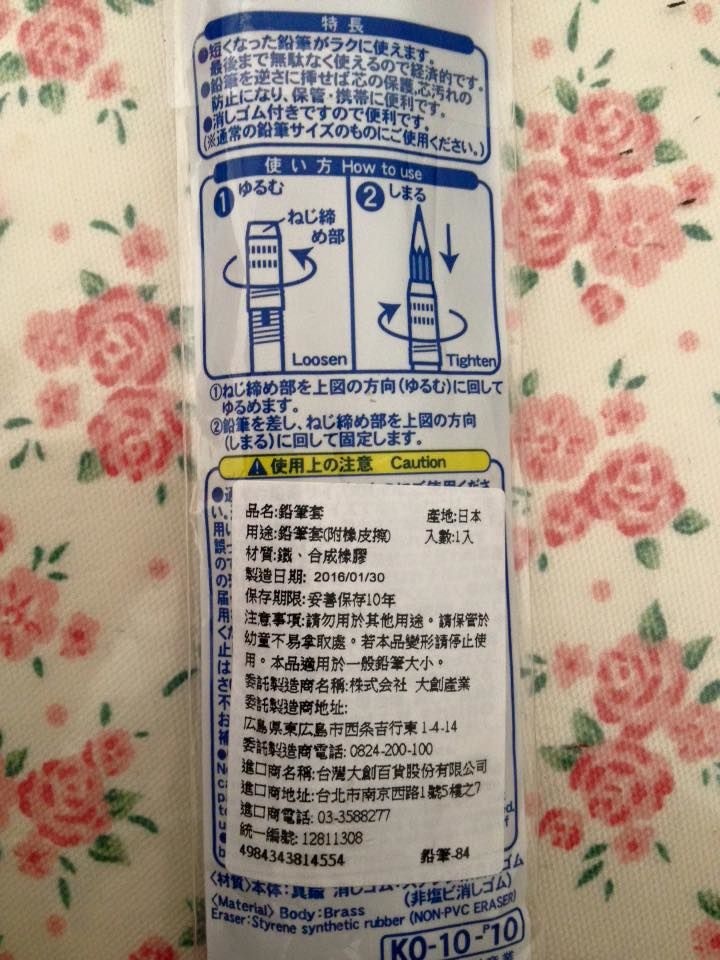 特長
●短くなった鉛筆がラクに使えます。
最後まで無駄なく使えるので経済的です。
●鉛筆を逆さに挿せば芯の保護、芯汚れの
防止になり、保管・携帯に便利です。
●消しゴム付きですので便利です。
(※通常の鉛筆サイズのものにご使用ください。)
使い方 How to use
① ゆるむ
ねじ締
め部
Loosen
② しまる
Tighten
①ねじ締め部を上図の方向(ゆるむ)に回して
ゆるめます。
②鉛筆を差し、ねじ締め部を上図の方向
(しまる)に回して固定します。
使用上の注意 Caution
品名:鉛筆套 產地:日本
用途:鉛筆套(附橡皮擦) 入數:1入
材質:鐵、合成橡膠
製造日期: 2016/01/30
保存期限:妥善保存10年
注意事項:請勿用於其他用途。請保管於
幼童不易拿取處。若本品變形請停止使
用。本品適用於一般鉛筆大小。
委託製造商名稱:株式会社 大創產業
委託製造商地址:
広島県東広島市西条吉行東 1-4-14
委託製造商電話: 0824-200-100
進口商名稱:台灣大創百貨股份有限公司
進口商地址:台北市南京西路1號5樓之7
進口商電話: 03-3588277
統一編號: 12811308
4984343814554 鉛筆-84
〈材質〉本体:真鍮 消しゴム:スチレン ゴム
(非塩ビ消しゴム)
〈Material〉Body:Brass
Eraser:Styrene synthetic rubber (NON-PVC ERASER)
KO-10-P10